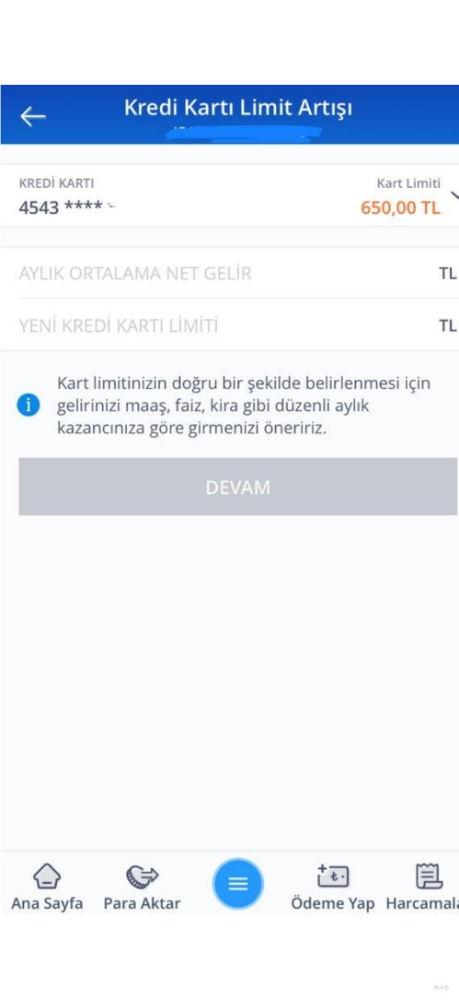 Kredi Kartı Limit Artışı
KREDİ KARTI
Kart Limiti
4543 ****
650,00 TL
AYLIK ORTALAMA NET GELİR
TL
YENİ KREDİ KARTI LİMİTİ
TL
Kart limitinizin doğru bir şekilde belirlenmesi için
gelirinizi maaş, faiz, kira gibi düzenli aylık
kazancınıza göre girmenizi öneririz.
DEVAM
Ana Sayfa
Para Aktar
Ödeme Yap
Harcamala
miro